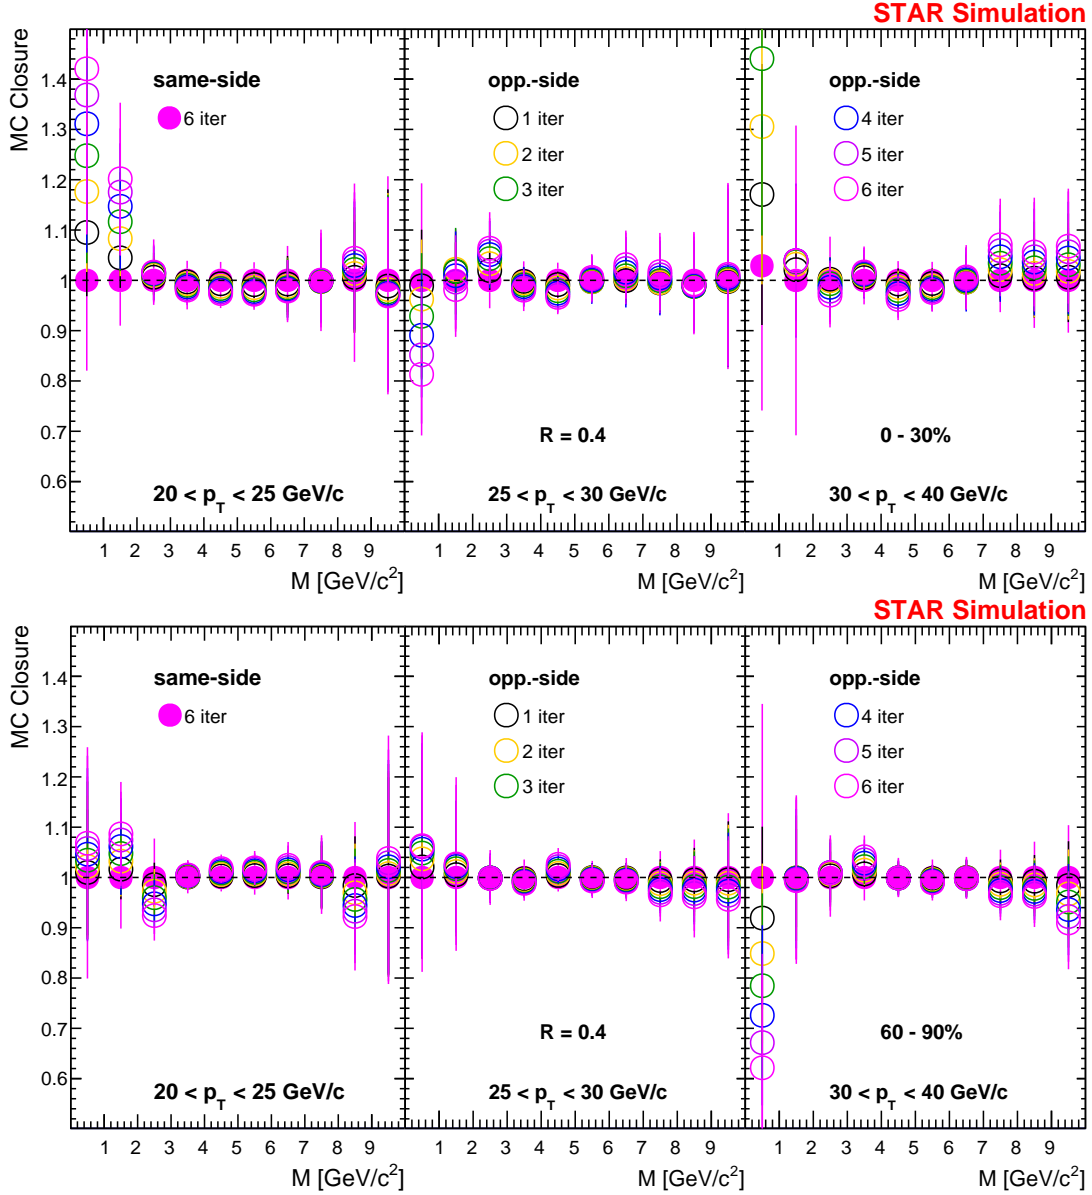 STAR Simulation
MC Closure
1.4
1.3
1.2
1.1
1
0.9
0.8
0.7
0.6
same-side
6 iter
opp.-side
1 iter
2 iter
3 iter
opp.-side
4 iter
5 iter
6 iter
R = 0.4
0 - 30%
20 < p_T < 25 GeV/c
25 < p_T < 30 GeV/c
30 < p_T < 40 GeV/c
1 2 3 4 5 6 7 8 9
1 2 3 4 5 6 7 8 9
1 2 3 4 5 6 7 8 9
M [GeV/c²]
M [GeV/c²]
M [GeV/c²]
STAR Simulation
MC Closure
1.4
1.3
1.2
1.1
1
0.9
0.8
0.7
0.6
same-side
6 iter
opp.-side
1 iter
2 iter
3 iter
opp.-side
4 iter
5 iter
6 iter
R = 0.4
60 - 90%
20 < p_T < 25 GeV/c
25 < p_T < 30 GeV/c
30 < p_T < 40 GeV/c
1 2 3 4 5 6 7 8 9
1 2 3 4 5 6 7 8 9
1 2 3 4 5 6 7 8 9
M [GeV/c²]
M [GeV/c²]
M [GeV/c²]